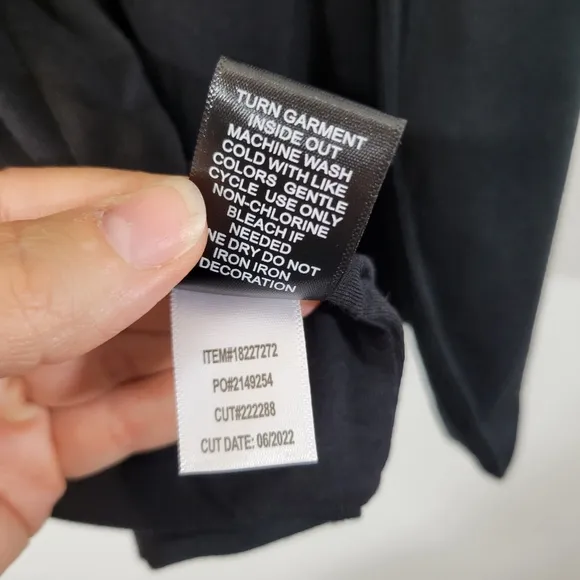 TURN GARMENT
INSIDE OUT
MACHINE WASH
COLD WITH LIKE
COLORS GENTLE
CYCLE USE ONLY
NON-CHLORINE
BLEACH IF
NEEDED
NE DRY DO NOT
IRON IRON
DECORATION
ITEM#18227272
PO#2149254
CUT#222288
CUT DATE: 06/2022